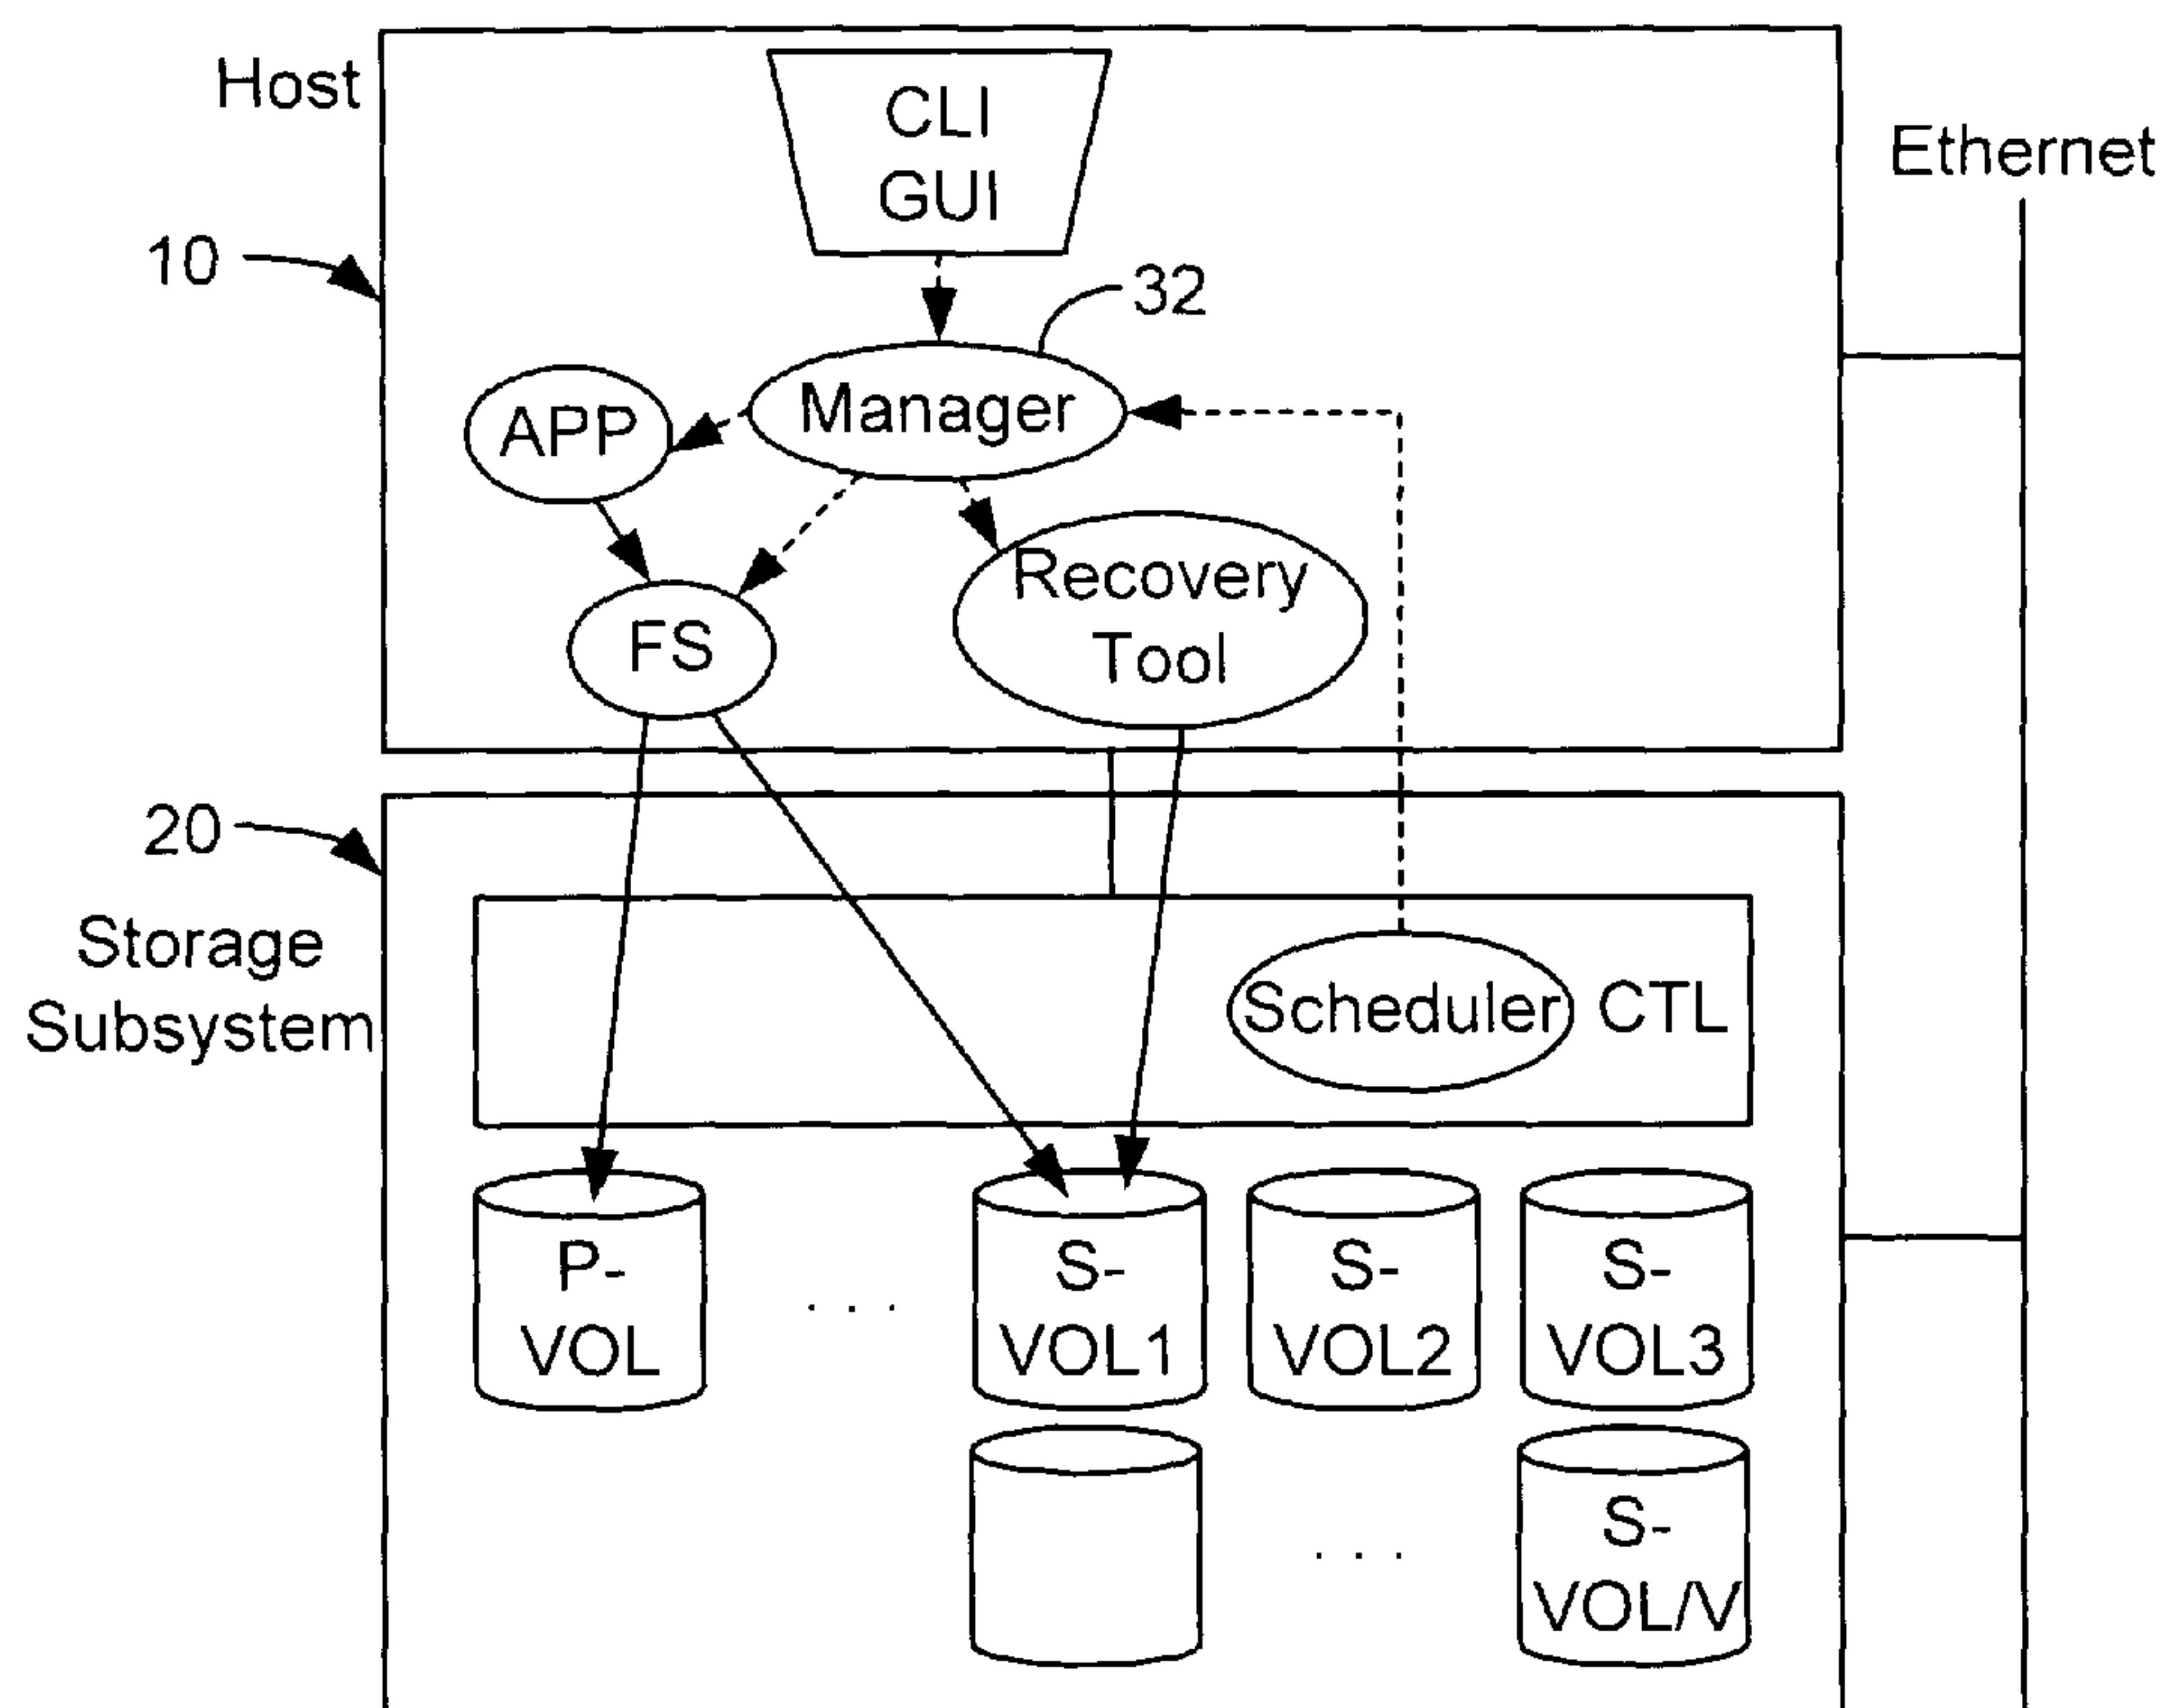 Host
CLI
GUI
Ethernet
10
32
Manager
APP
Recovery
Tool
FS
20
Storage
Subsystem
Scheduler
CTL
P-
VOL
. . .
S-
VOL1
S-
VOL2
S-
VOL3
. . .
S-
VOL/V